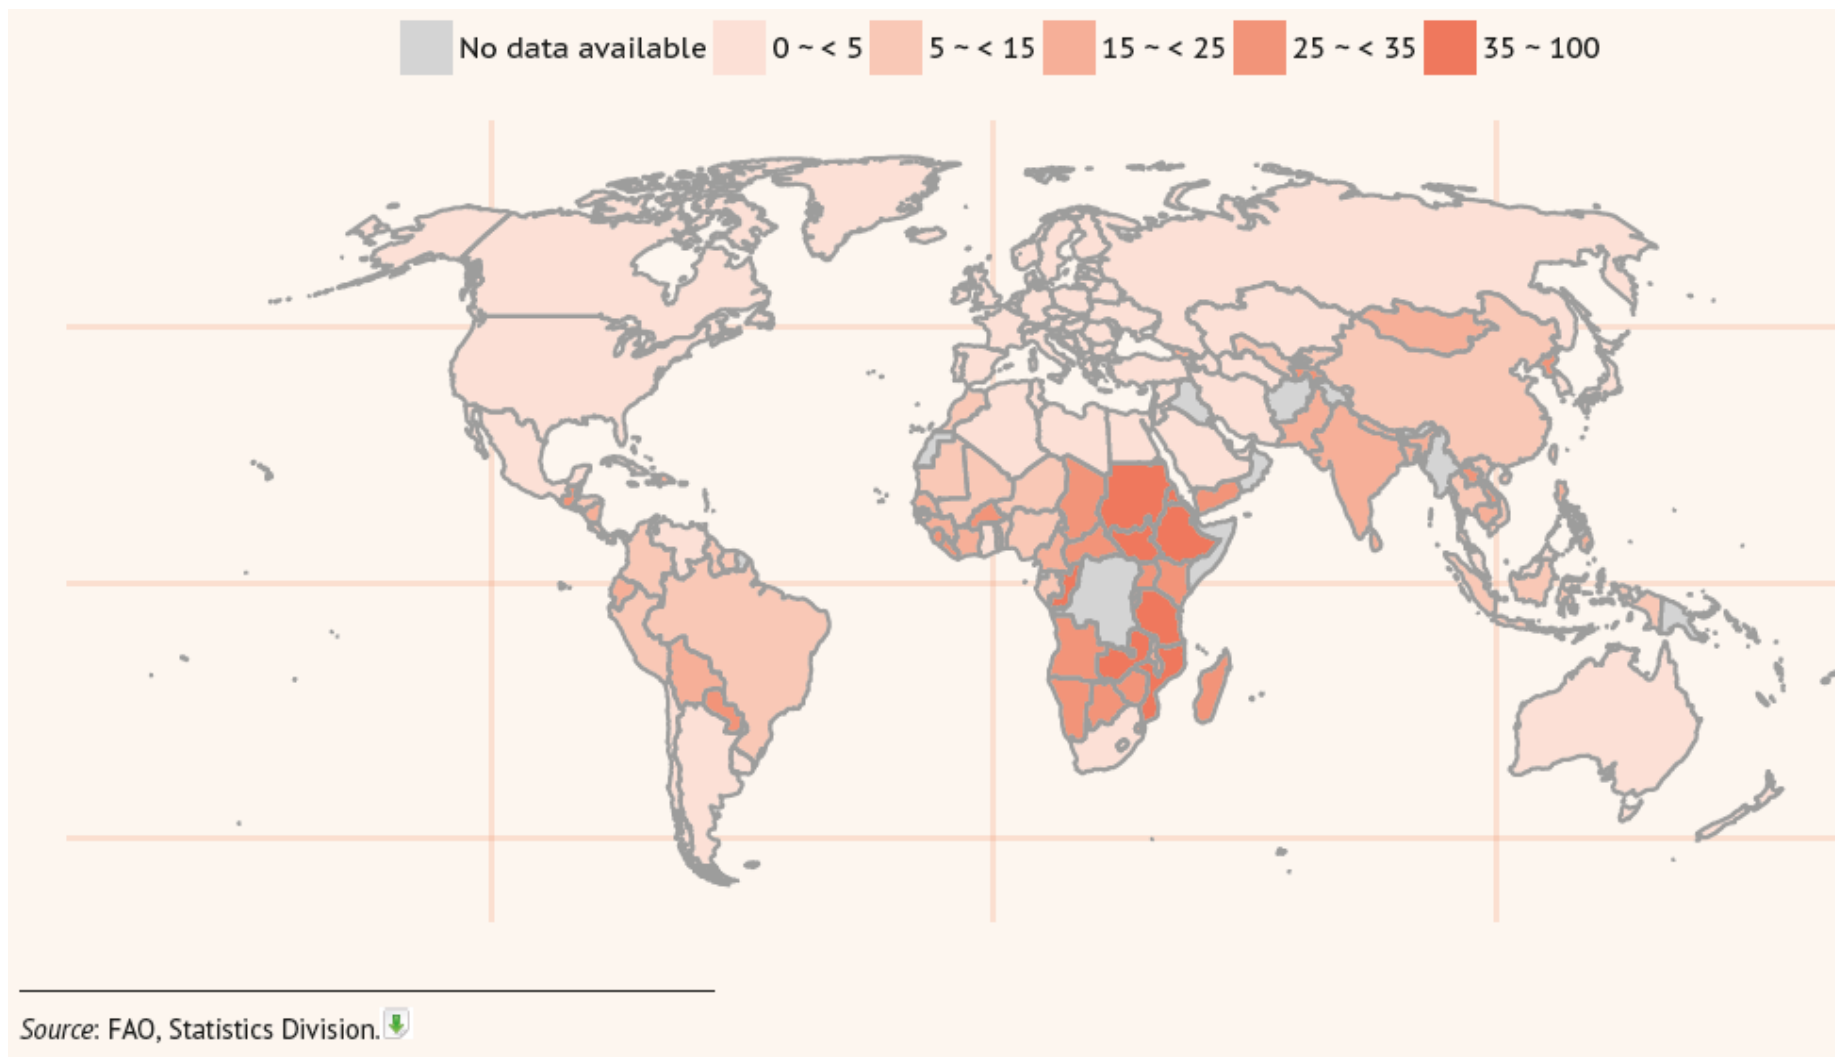 No data available 0 ~ < 5 5 ~ < 15 15 ~ < 25 25 ~ < 35 35 ~ 100
Source: FAO, Statistics Division.